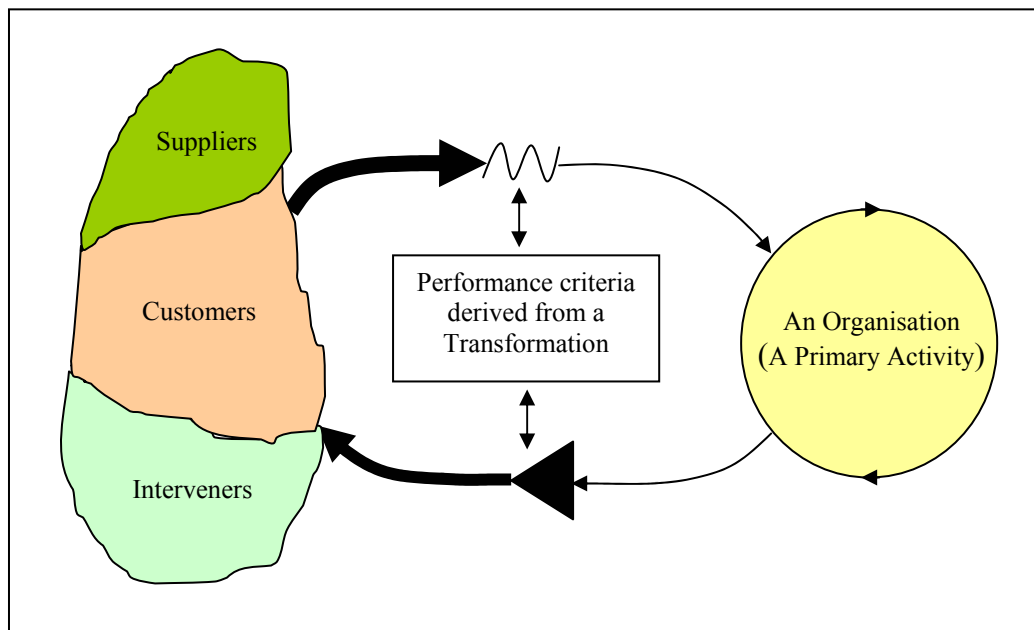 Suppliers
Customers
Interveners
Performance criteria
derived from a
Transformation
An Organisation
(A Primary Activity)